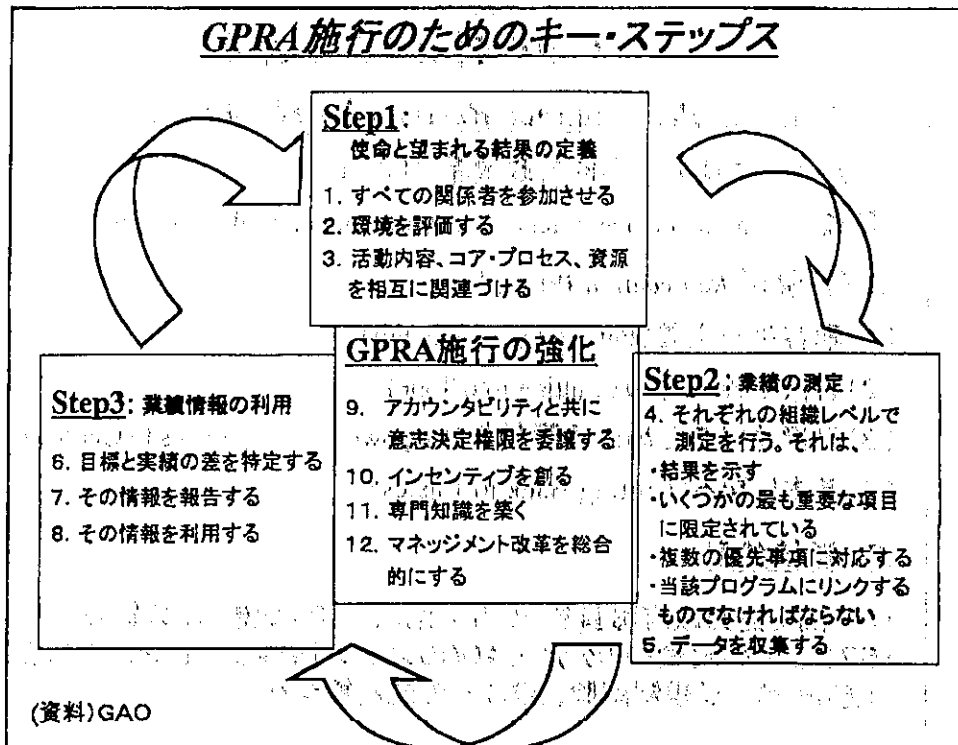 GPRA施行のためのキー・ステップス
Step1:
使命と望まれる結果の定義
1. すべての関係者を参加させる
2. 環境を評価する
3. 活動内容、コア・プロセス、資源
を相互に関連づける
GPRA施行の強化
9. アカウンタビリティと共に
意志決定権限を委譲する
10. インセンティブを創る
11. 専門知識を築く
12. マネッジメント改革を総合
的にする
Step2: 業績の測定
4. それぞれの組織レベルで
測定を行う。それは、
・結果を示す
・いくつかの最も重要な項目
に限定されている
・複数の優先事項に対応する
・当該プログラムにリンクする
ものでなければならない
5. データを収集する
Step3: 業績情報の利用
6. 目標と実績の差を特定する
7. その情報を報告する
8. その情報を利用する
(資料)GAO